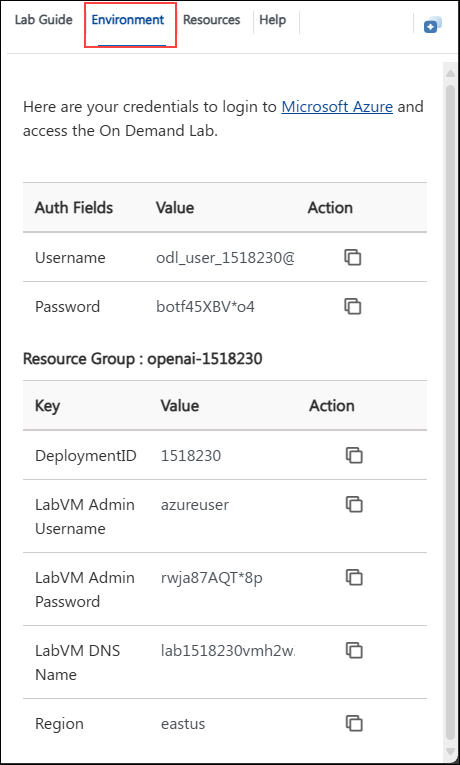 Lab Guide Environment Resources Help
Here are your credentials to login to Microsoft Azure and
access the On Demand Lab.
Auth Fields Value Action
Username odl_user_1518230@
Password botf45XBV*o4
Resource Group : openai-1518230
Key Value Action
DeploymentID 1518230
LabVM Admin azureuser
Username
LabVM Admin rwja87AQT*8p
Password
LabVM DNS lab1518230vmh2w
Name
Region eastus